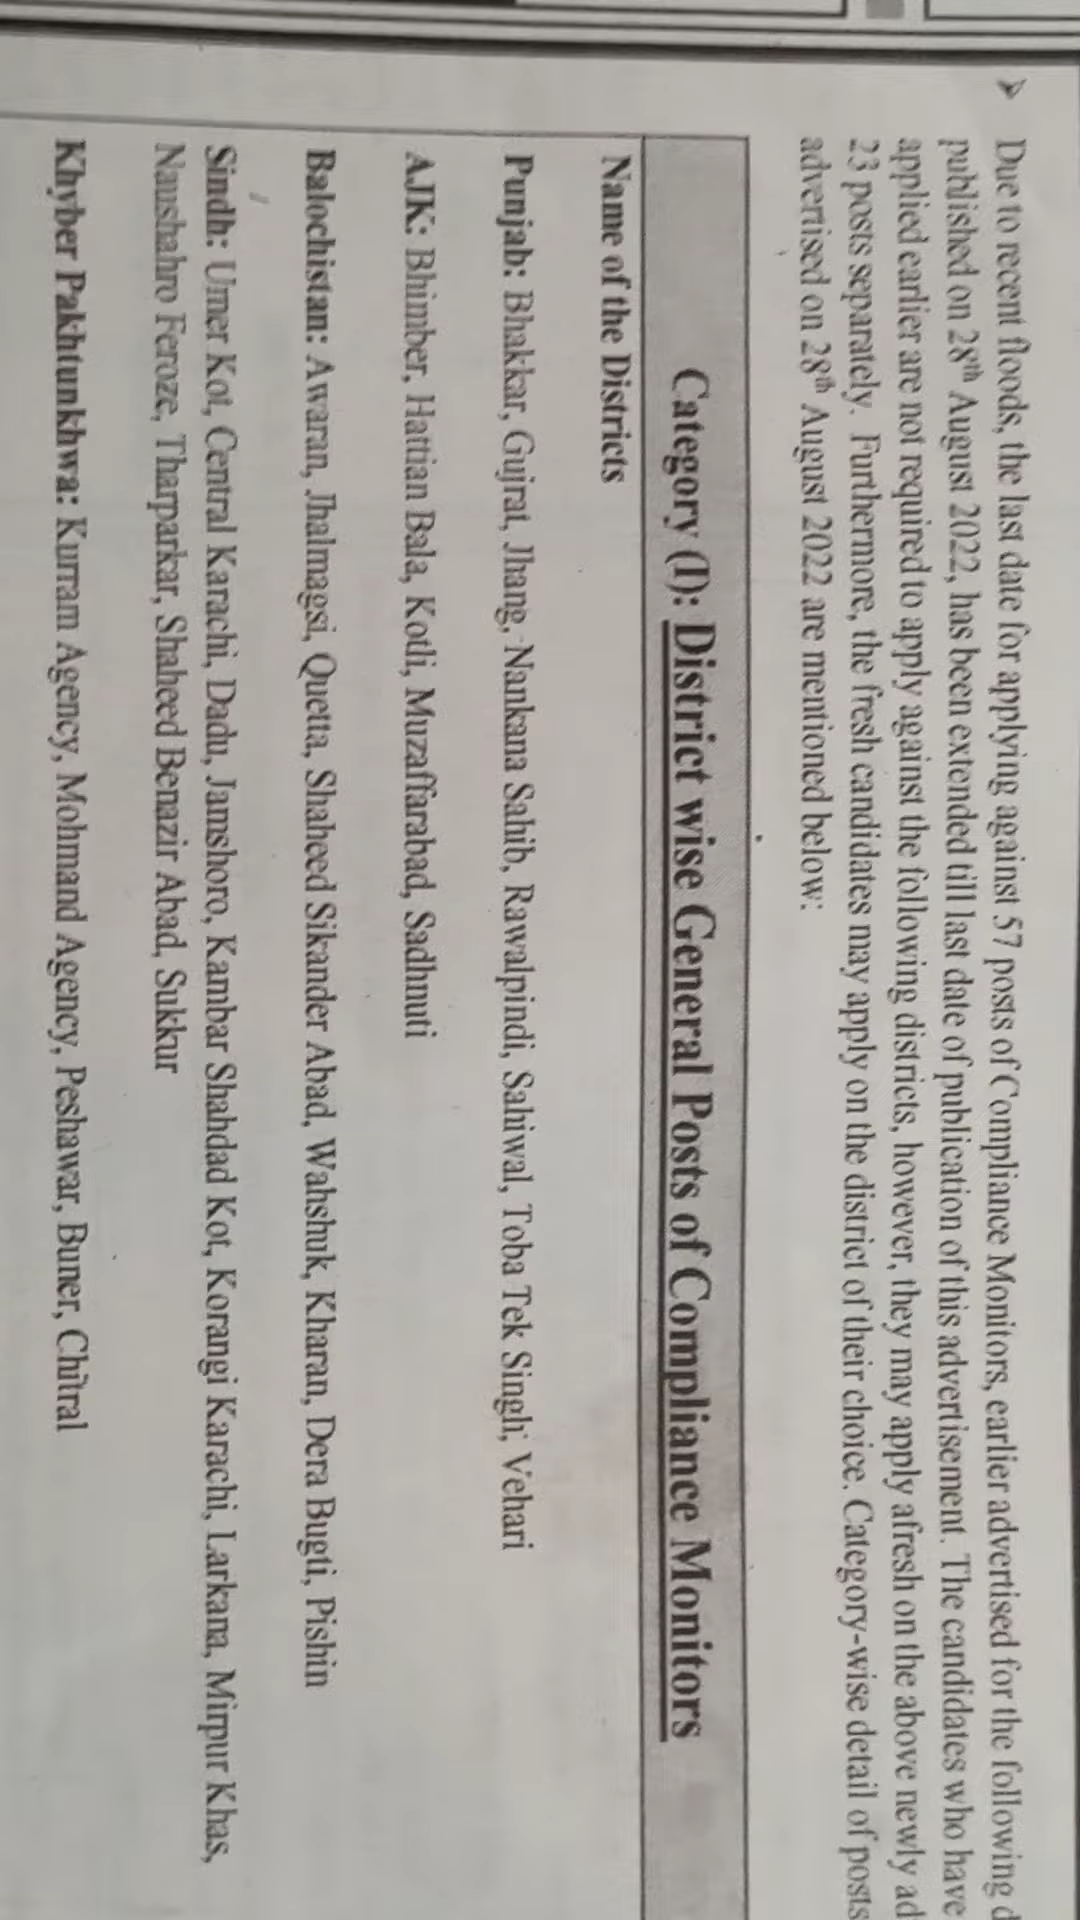 ➤ Due to recent floods, the last date for applying against 57 posts of Compliance Monitors, earlier advertised for the following
published on 28th August 2022, has been extended till last date of publication of this advertisement. The candidates who have
applied earlier are not required to apply against the following districts, however, they may apply afresh on the above newly
23 posts separately. Furthermore, the fresh candidates may apply on the district of their choice. Category-wise detail of posts
advertised on 28th August 2022 are mentioned below:
Category (I): District wise General Posts of Compliance Monitors
Name of the Districts
Punjab: Bhakkar, Gujrat, Jhang, Nankana Sahib, Rawalpindi, Sahiwal, Toba Tek Singh, Vehari
AJK: Bhimber, Hattian Bala, Kotli, Muzaffarabad, Sadhnuti
Balochistan: Awaran, Jhalmagsi, Quetta, Shaheed Sikander Abad, Wahshuk, Kharan, Dera Bugti, Pishin
Sindh: Umer Kot, Central Karachi, Dadu, Jamshoro, Kambar Shahdad Kot, Korangi Karachi, Larkana, Mirpur Khas,
Naushahro Feroze, Tharparkar, Shaheed Benazir Abad, Sukkur
Khyber Pakhtunkhwa: Kurram Agency, Mohmand Agency, Peshawar, Buner, Chitral